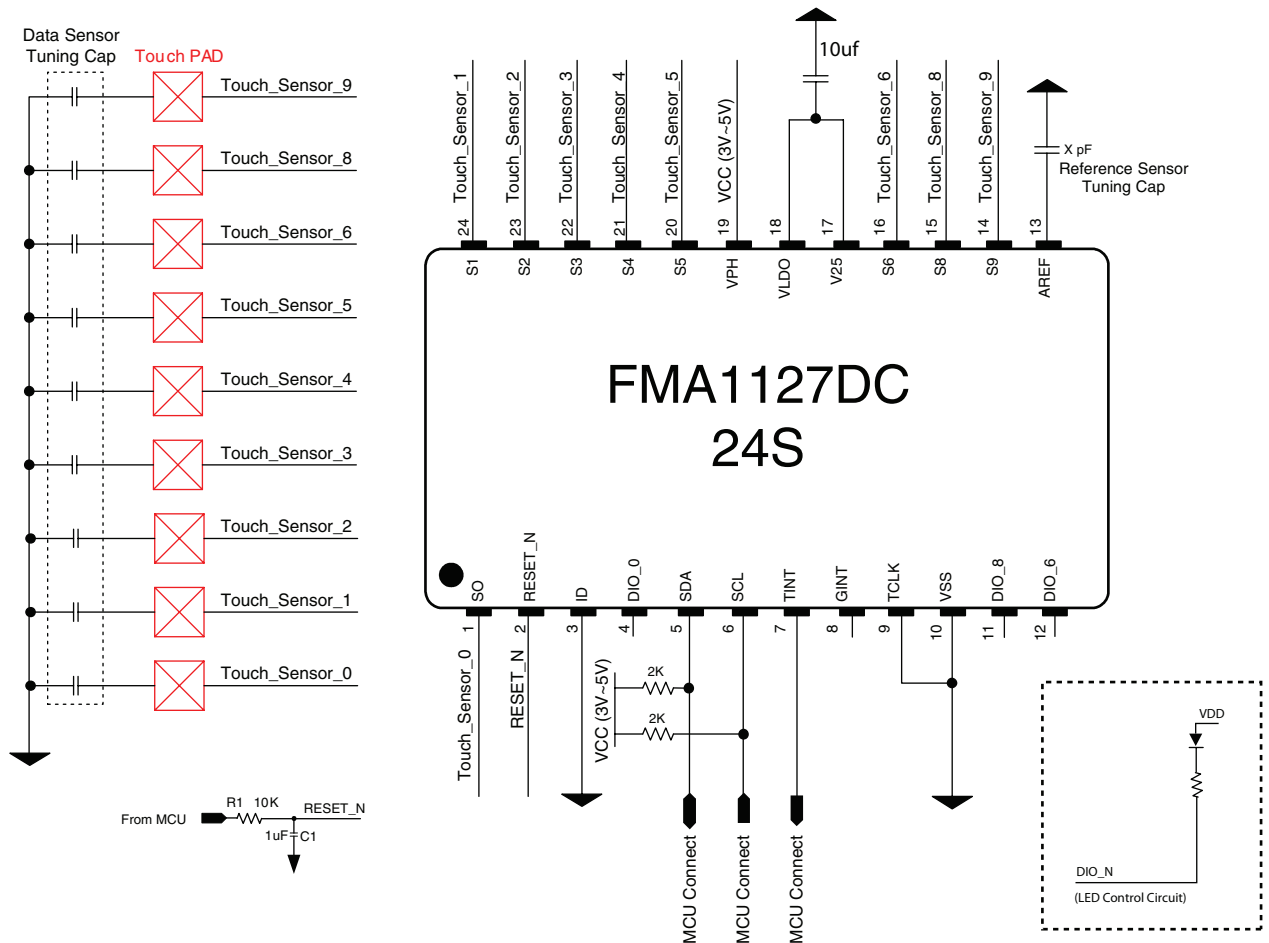 Data Sensor
Tuning Cap
Touch PAD
Touch_Sensor_9
Touch_Sensor_8
Touch_Sensor_6
Touch_Sensor_5
Touch_Sensor_4
Touch_Sensor_3
Touch_Sensor_2
Touch_Sensor_1
Touch_Sensor_0
From MCU
R1 10K
RESET_N
1uF
C1
Touch_Sensor_1
Touch_Sensor_2
Touch_Sensor_3
Touch_Sensor_4
Touch_Sensor_5
VCC (3V~5V)
10uf
Touch_Sensor_6
Touch_Sensor_8
Touch_Sensor_9
X pF
Reference Sensor
Tuning Cap
24
23
22
21
20
19
18
17
16
15
14
13
S1
S2
S3
S4
S5
VPH
VLDO
V25
S6
S8
S9
AREF
FMA1127DC
24S
SO
RESET_N
ID
DIO_0
SDA
SCL
TINT
GINT
TCLK
VSS
DIO_8
DIO_6
1
2
3
4
5
6
7
8
9
10
11
12
Touch_Sensor_0
RESET_N
VCC (3V~5V)
2K
2K
MCU Connect
MCU Connect
MCU Connect
VDD
DIO_N
(LED Control Circuit)